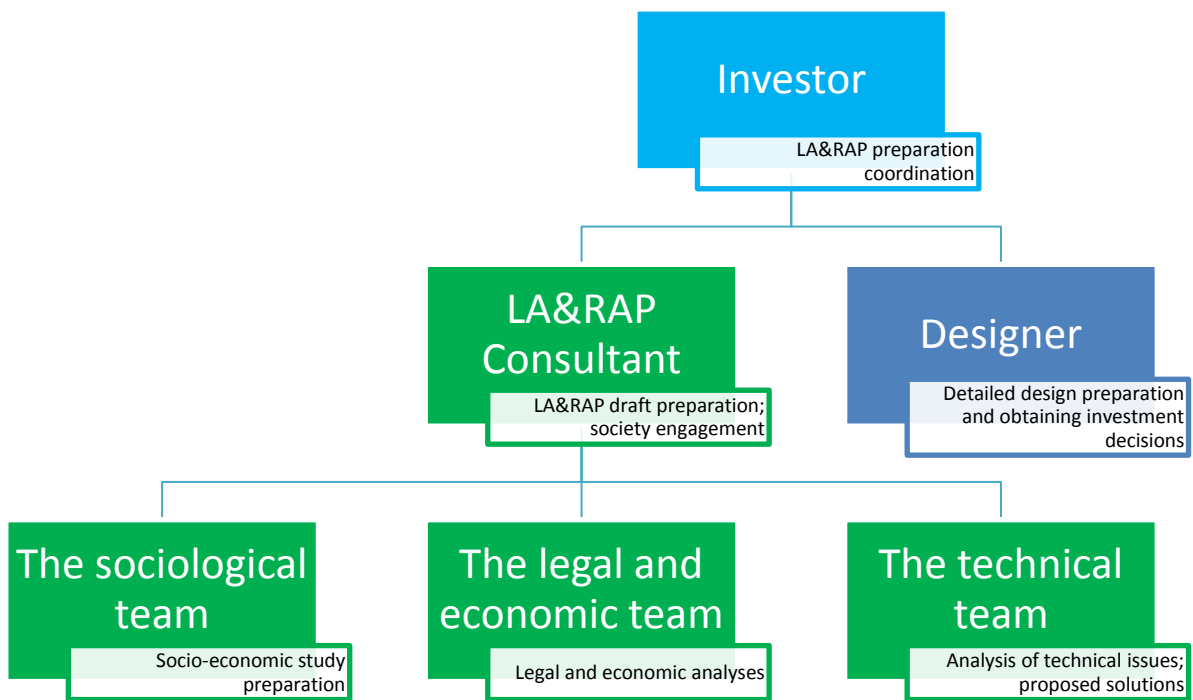 Investor
LA&RAP preparation
coordination
LA&RAP
Consultant
LA&RAP draft preparation;
society engagement
Designer
Detailed design preparation
and obtaining investment
decisions
The sociological
team
Socio-economic study
preparation
The legal and
economic team
Legal and economic analyses
The technical
team
Analysis of technical issues;
proposed solutions